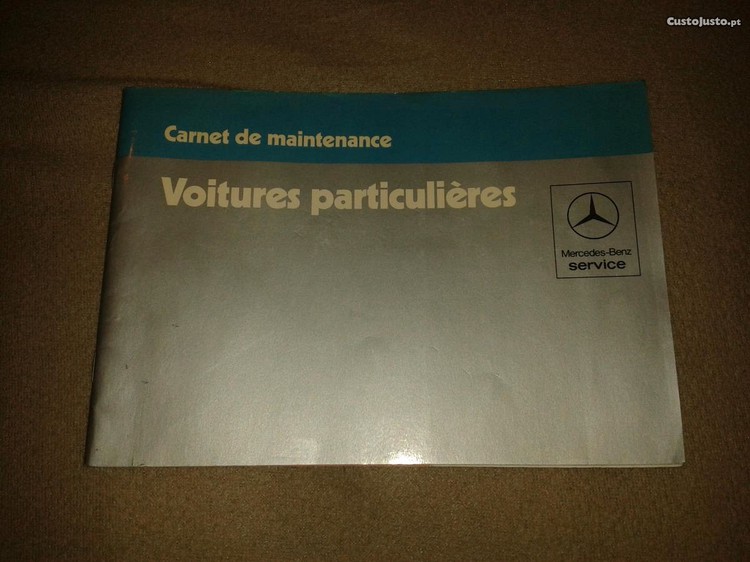 CustoJusto.pt
Carnet de maintenance
Voitures particulières
Mercedes-Benz
service